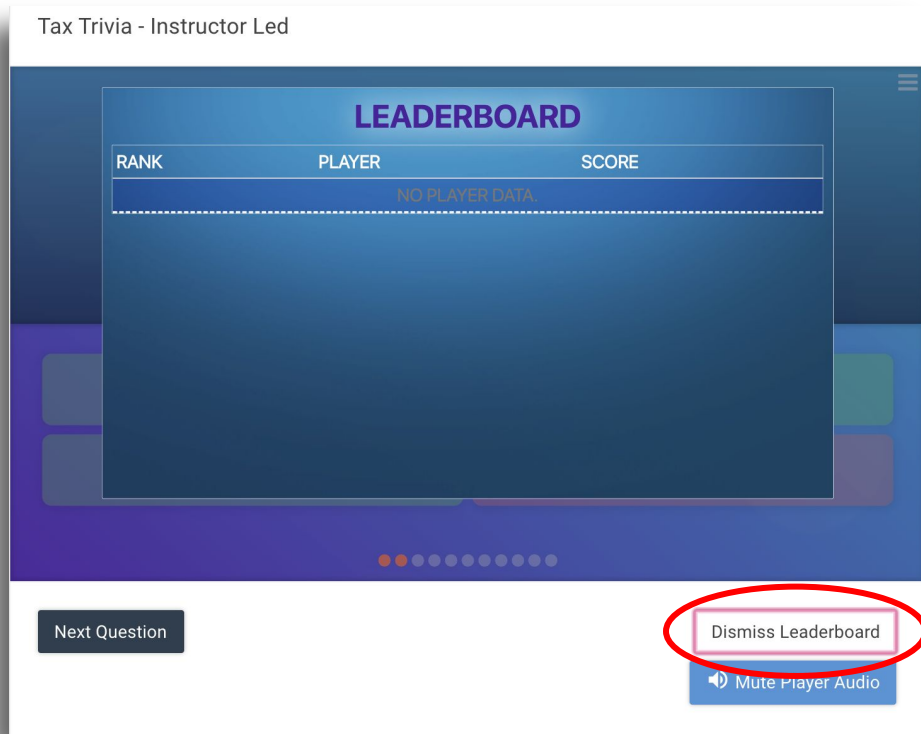 Tax Trivia - Instructor Led
LEADERBOARD
RANK PLAYER SCORE
NO PLAYER DATA.
Next Question
Dismiss Leaderboard
Mute Player Audio